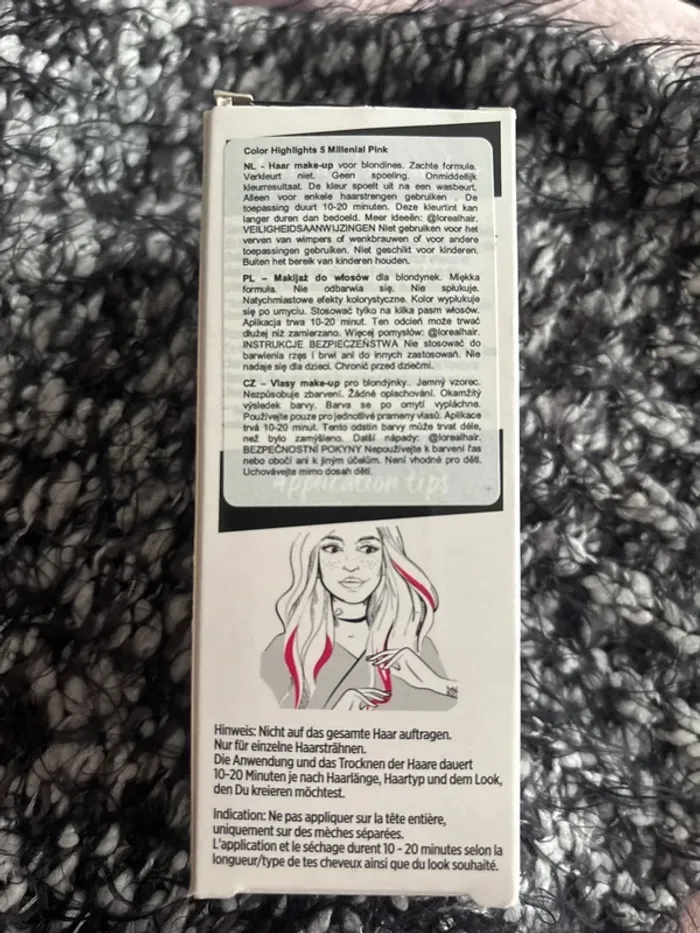 Color Highlights 5 Millenial Pink
NL - Haar make-up voor blondines. Zachte formule.
Verkleurt niet. Geen spoeling. Onmiddellijk
kleurresultaat. De kleur spoelt uit na een wasbeurt.
Alleen voor enkele haarstrengen gebruiken . De
toepassing duurt 10-20 minuten. Deze kleurtint kan
langer duren dan bedoeld. Meer ideeën: @lorealhair.
VEILIGHEIDSAANWIJZINGEN Niet gebruiken voor het
verven van wimpers of wenkbrauwen of voor andere
toepassingen gebruiken. Niet geschikt voor kinderen.
Buiten het bereik van kinderen houden.
PL – Makijaż do włosów dla blondynek. Miękka
formuła. Nie odbarwia się. Nie spłukuje.
Natychmiastowe efekty kolorystyczne. Kolor wypłukuje
się po umyciu. Stosować tylko na kilka pasm włosów.
Aplikacja trwa 10-20 minut. Ten odcień może trwać
dłużej niż zamierzano. Więcej pomysłów: @lorealhair.
INSTRUKCJE BEZPIECZEŃSTWA Nie stosować do
barwienia rzęs i brwi ani do innych zastosowań. Nie
nadaje się dla dzieci. Chronić przed dziećmi.
CZ – Vlasy make-up pro blondýnky. Jemný vzorec.
Nezpůsobuje zbarvení. Žádné oplachování. Okamžitý
výsledek barvy. Barva se po omytí vypláchne.
Používejte pouze pro jednotlivé prameny vlasů. Aplikace
trvá 10-20 minut. Tento odstín barvy může trvat déle,
než bylo zamýšleno. Další nápady: @lorealhair.
BEZPEČNOSTNÍ POKYNY Nepoužívejte k barvení řas
nebo obočí ani k jiným účelům. Není vhodné pro děti.
Uchovávejte mimo dosah dětí.
application tips
Hinweis: Nicht auf das gesamte Haar auftragen.
Nur für einzelne Haarsträhnen.
Die Anwendung und das Trocknen der Haare dauert
10-20 Minuten je nach Haarlänge, Haartyp und dem Look,
den Du kreieren möchtest.
Indication: Ne pas appliquer sur la tête entière,
uniquement sur des mèches séparées.
L'application et le séchage durent 10 - 20 minutes selon la
longueur/type de tes cheveux ainsi que du look souhaité.